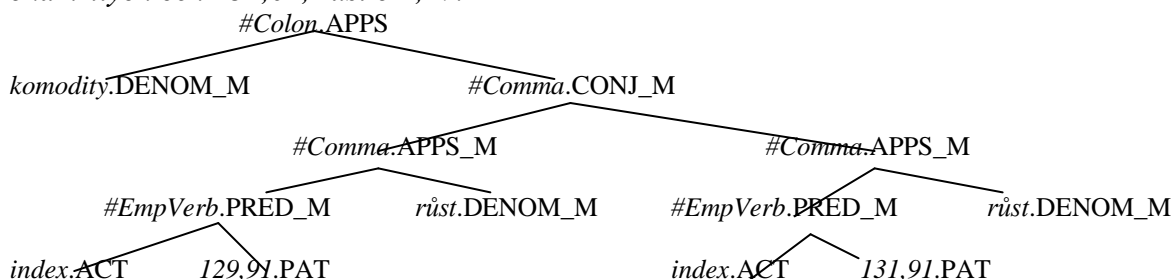 #Colon.APPS
komodity.DENOM_M #Comma.CONJ_M
#Comma.APPS_M #Comma.APPS_M
#EmpVerb.PRED_M růst.DENOM_M #EmpVerb.PRED_M růst.DENOM_M
index.ACT 129,91.PAT index.ACT 131,91.PAT